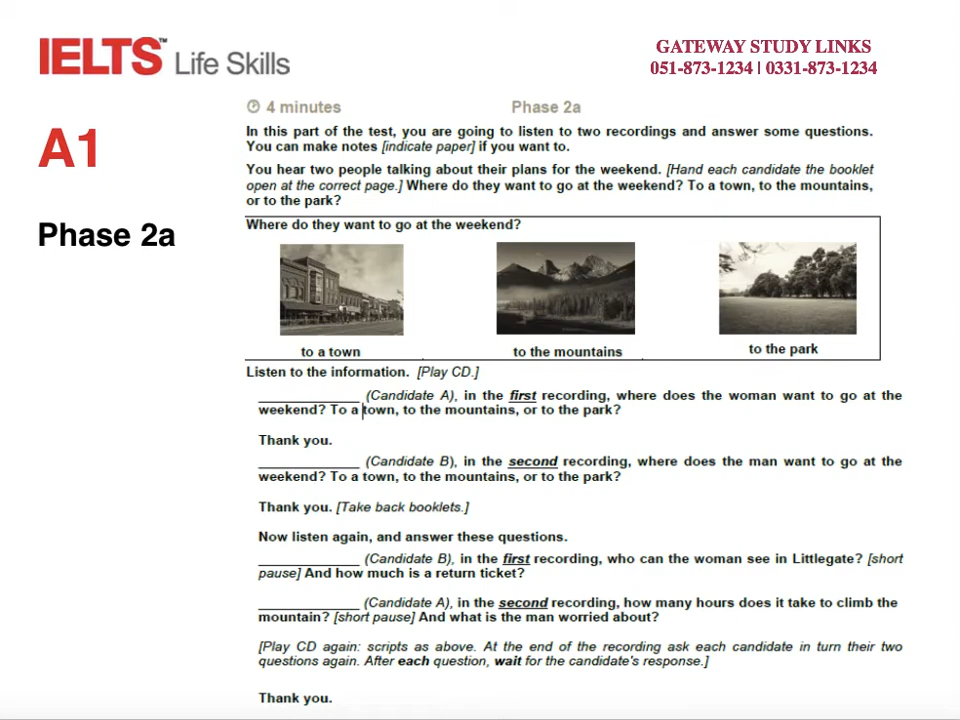 IELTS™ Life Skills
GATEWAY STUDY LINKS
051-873-1234 | 0331-873-1234
A1
Phase 2a
4 minutes Phase 2a
In this part of the test, you are going to listen to two recordings and answer some questions.
You can make notes [indicate paper] if you want to.
You hear two people talking about their plans for the weekend. [Hand each candidate the booklet
open at the correct page.] Where do they want to go at the weekend? To a town, to the mountains,
or to the park?
Where do they want to go at the weekend?
to a town to the mountains to the park
Listen to the information. [Play CD.]
______________ (Candidate A), in the first recording, where does the woman want to go at the
weekend? To a town, to the mountains, or to the park?
Thank you.
______________ (Candidate B), in the second recording, where does the man want to go at the
weekend? To a town, to the mountains, or to the park?
Thank you. [Take back booklets.]
Now listen again, and answer these questions.
______________ (Candidate B), in the first recording, who can the woman see in Littlegate? [short
pause] And how much is a return ticket?
______________ (Candidate A), in the second recording, how many hours does it take to climb the
mountain? [short pause] And what is the man worried about?
[Play CD again: scripts as above. At the end of the recording ask each candidate in turn their two
questions again. After each question, wait for the candidate's response.]
Thank you.